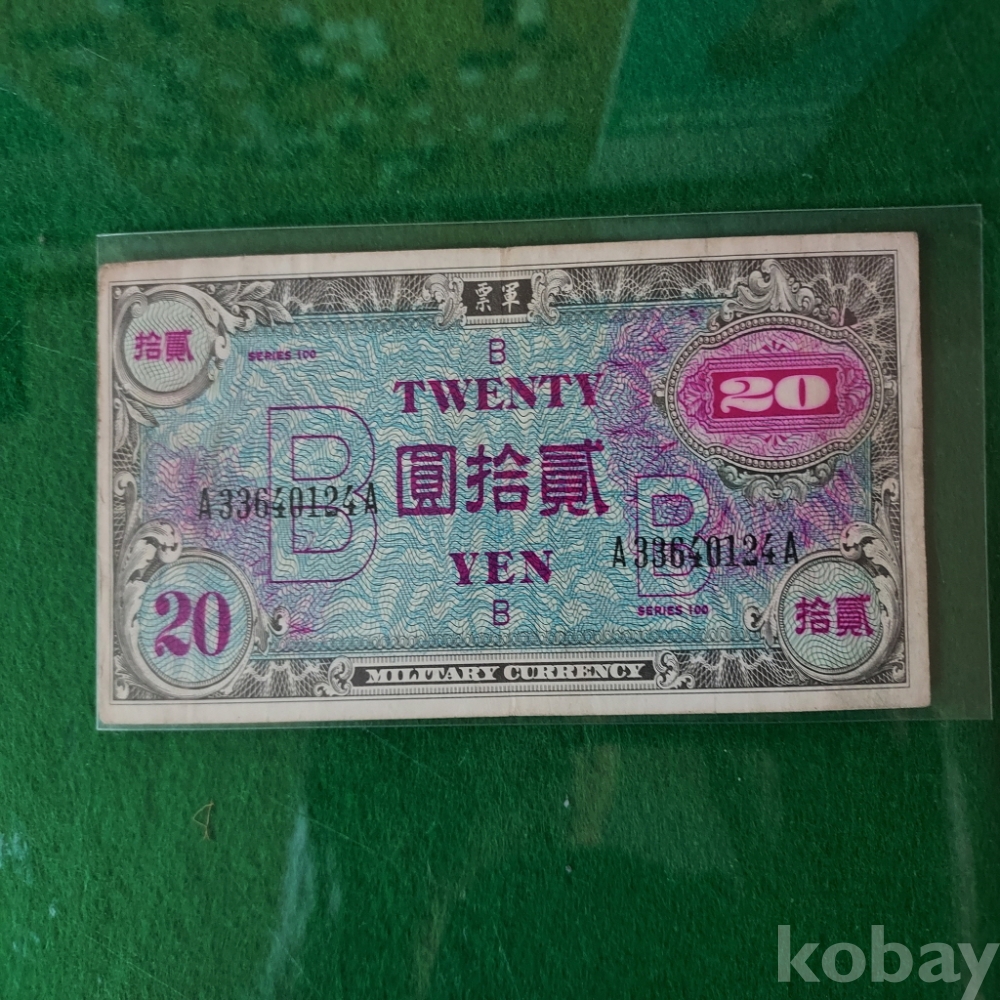 票軍
拾貳
SERIES 100
B
20
TWENTY
B
圓拾貳
A33640124A
B
A33640124A
YEN
B
SERIES 100
20
拾貳
MILITARY CURRENCY
kobay